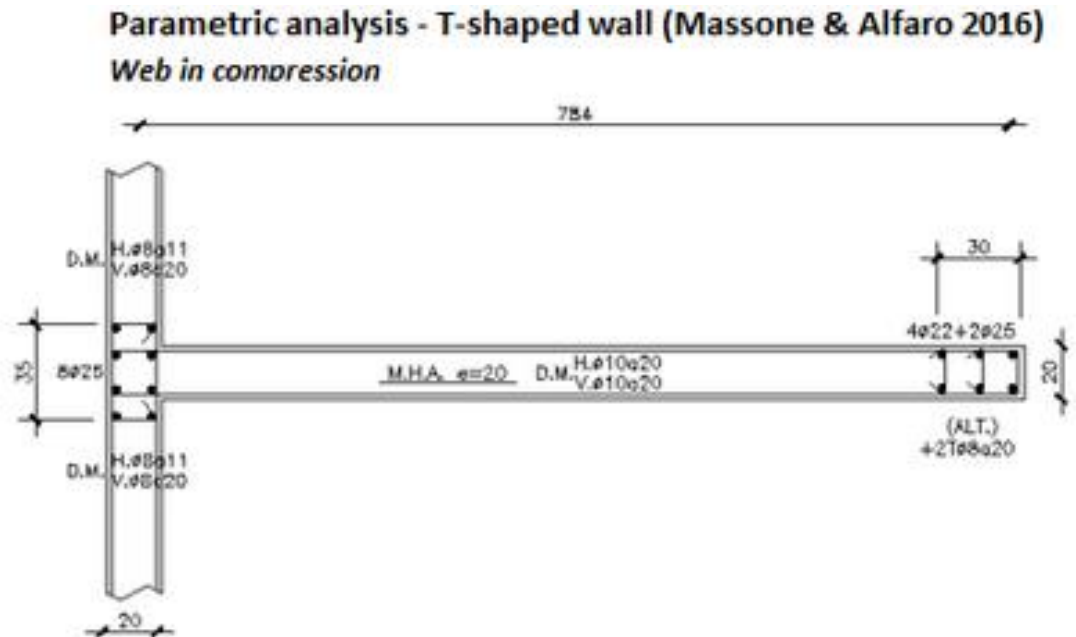 Parametric analysis - T-shaped wall (Massone & Alfaro 2016)
Web in compression
784
D.M. H.ø8a11
V.ø8a20
30
4ø22+2ø25
35
8ø25
M.H.A. e=20 D.M. H.ø10a20
V.ø10a20
20
(ALT.)
+2Tø8a20
D.M. H.ø8a11
V.ø8a20
20